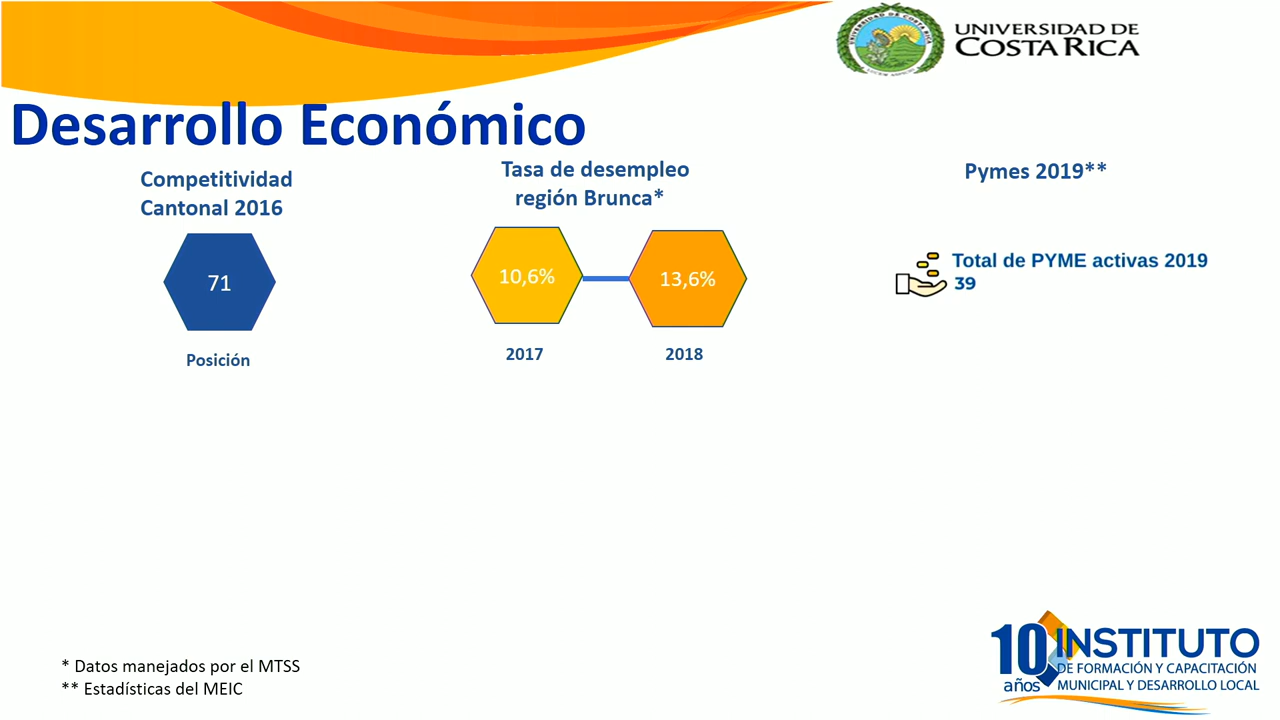 UNIVERSIDAD DE
COSTA RICA
Desarrollo Económico
Competitividad
Cantonal 2016
71
Posición
Tasa de desempleo
región Brunca*
10,6%
13,6%
2017
2018
Pymes 2019**
Total de PYME activas 2019
39
* Datos manejados por el MTSS
** Estadísticas del MEIC
10
años
INSTITUTO
DE FORMACIÓN Y CAPACITACIÓN
MUNICIPAL Y DESARROLLO LOCAL